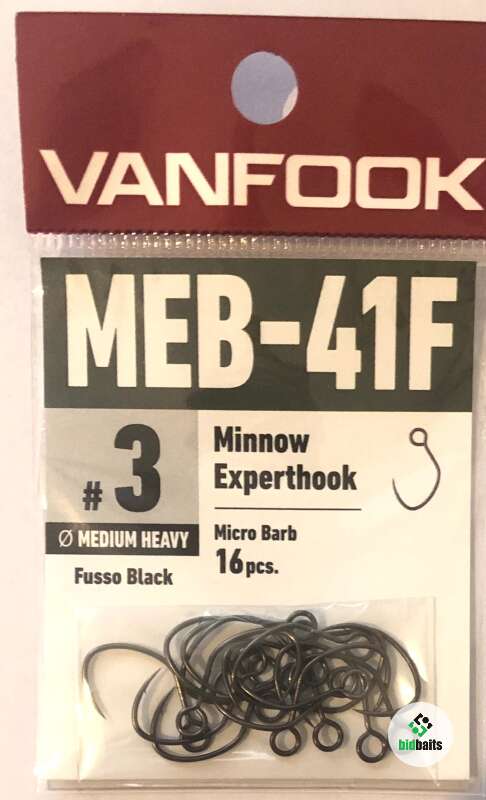 VANFOOK
MEB-41F
#3
Ø MEDIUM HEAVY
Fusso Black
Minnow
Experthook
Micro Barb
16pcs.
bidbaits